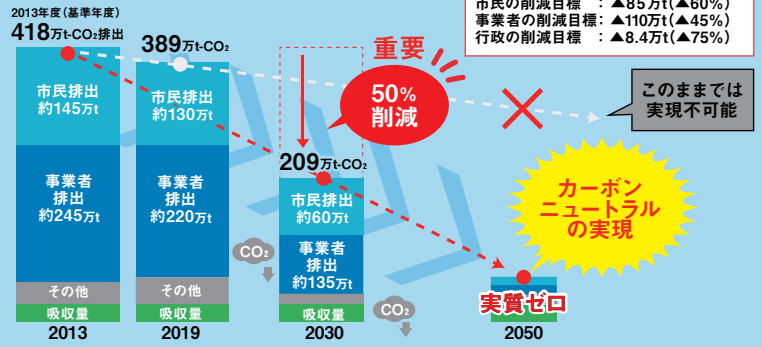 2013年度(基準年度)
418万t-CO₂排出
389万t-CO₂
市民の削減目標 :▲85万t(▲60%)
事業者の削減目標:▲110万t(▲45%)
行政の削減目標 :▲8.4万t(▲75%)
重要
50%
削減
このままでは
実現不可能
市民排出
約145万t
市民排出
約130万t
209万t-CO₂
カーボン
ニュートラル
の実現
事業者
排出
約245万t
事業者
排出
約220万t
市民排出
約60万t
事業者
排出
約135万t
CO₂
CO₂
その他
その他
吸収量
吸収量
吸収量
実質ゼロ
2013
2019
2030
2050